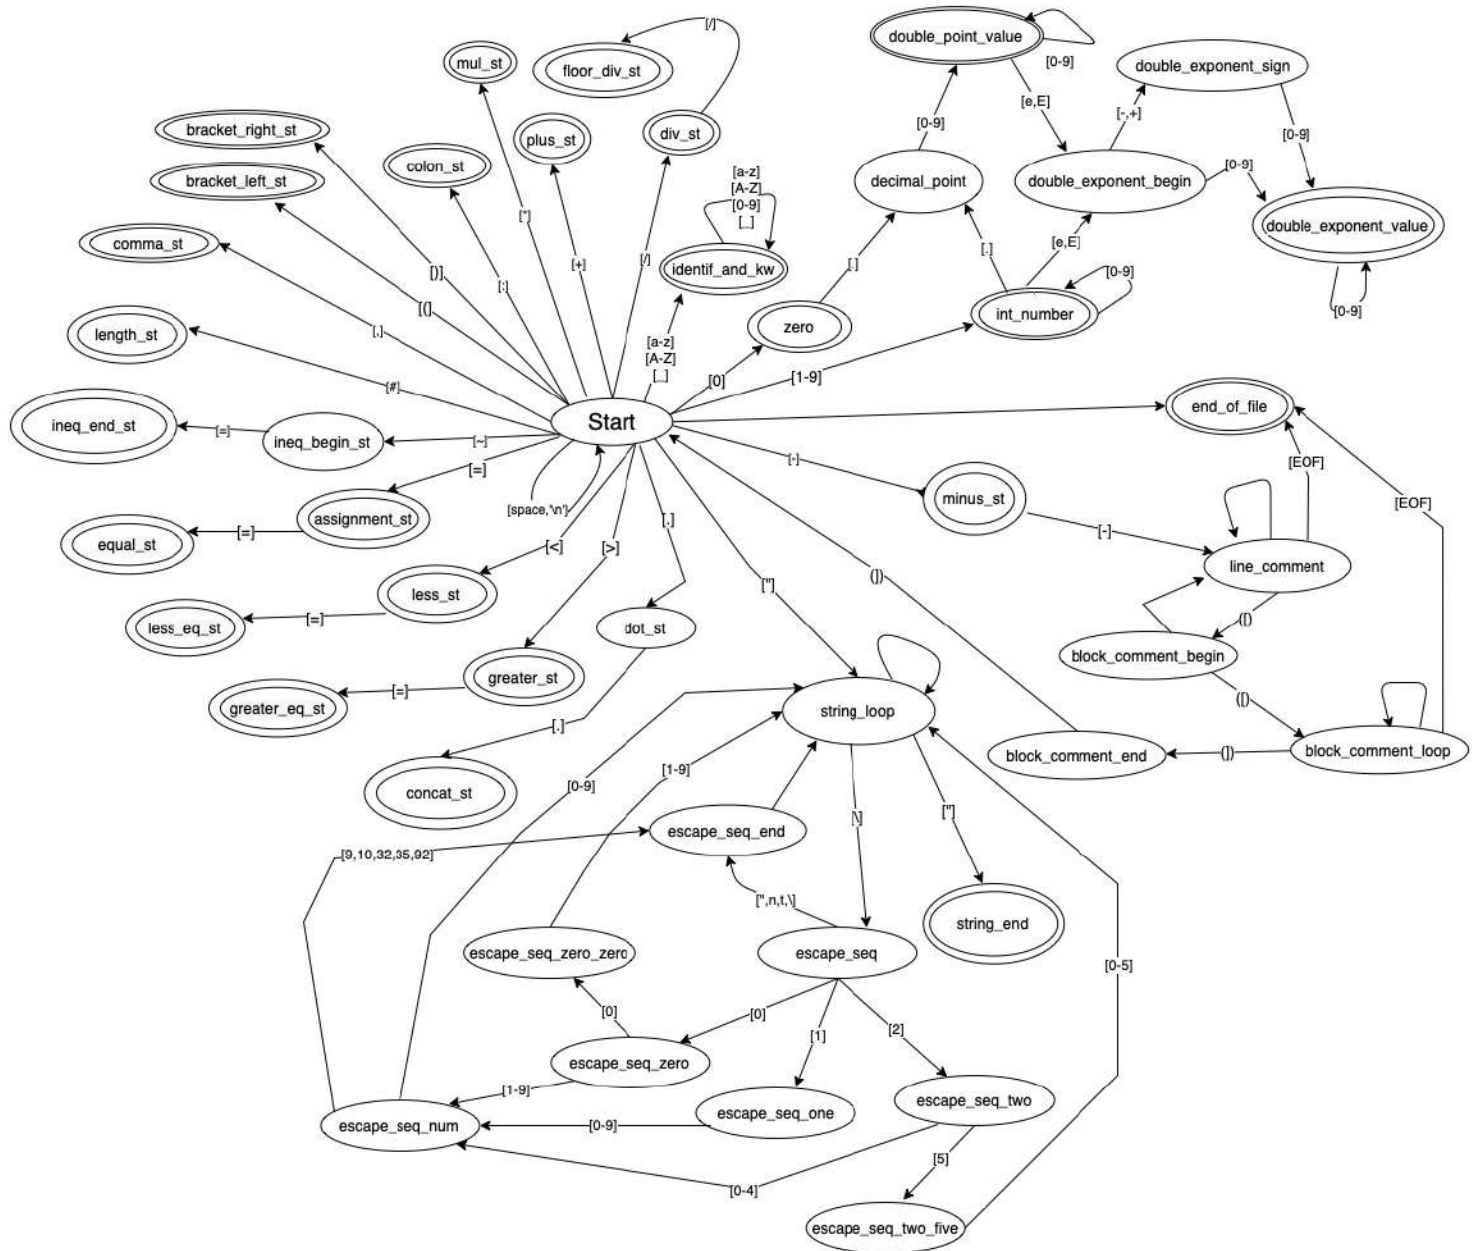 [/]
double_point_value
mul_st
floor_div_st
[0-9]
double_exponent_sign
[e,E]
[-,+]
bracket_right_st
colon_st
plus_st
div_st
[0-9]
[0-9]
bracket_left_st
[a-z]
[A-Z]
[0-9]
[_]
decimal_point
double_exponent_begin
[0-9]
comma_st
["]
double_exponent_value
[)]
[:]
[+]
[/]
identif_and_kw
[.]
[.]
[e,E]
[0-9]
[(]
length_st
[,]
zero
int_number
[0-9]
[a-z]
[A-Z]
[_]
[#]
[0]
[1-9]
ineq_end_st
[=]
ineq_begin_st
[~]
Start
end_of_file
[=]
[-]
[EOF]
[space,'\n']
minus_st
[EOF]
assignment_st
[.]
equal_st
[=]
[<]
[>]
[-]
line_comment
less_st
["]
(])
less_eq_st
[=]
dot_st
([)
block_comment_begin
greater_st
greater_eq_st
[=]
([)
string_loop
[.]
block_comment_end
(])
block_comment_loop
[1-9]
[0-9]
concat_st
escape_seq_end
[\]
["]
[9,10,32,35,92]
[",n,t,\]
string_end
escape_seq_zero_zero
escape_seq
[0-5]
[0]
[0]
[1]
[2]
escape_seq_zero
[1-9]
escape_seq_one
escape_seq_two
escape_seq_num
[0-9]
[5]
[0-4]
escape_seq_two_five